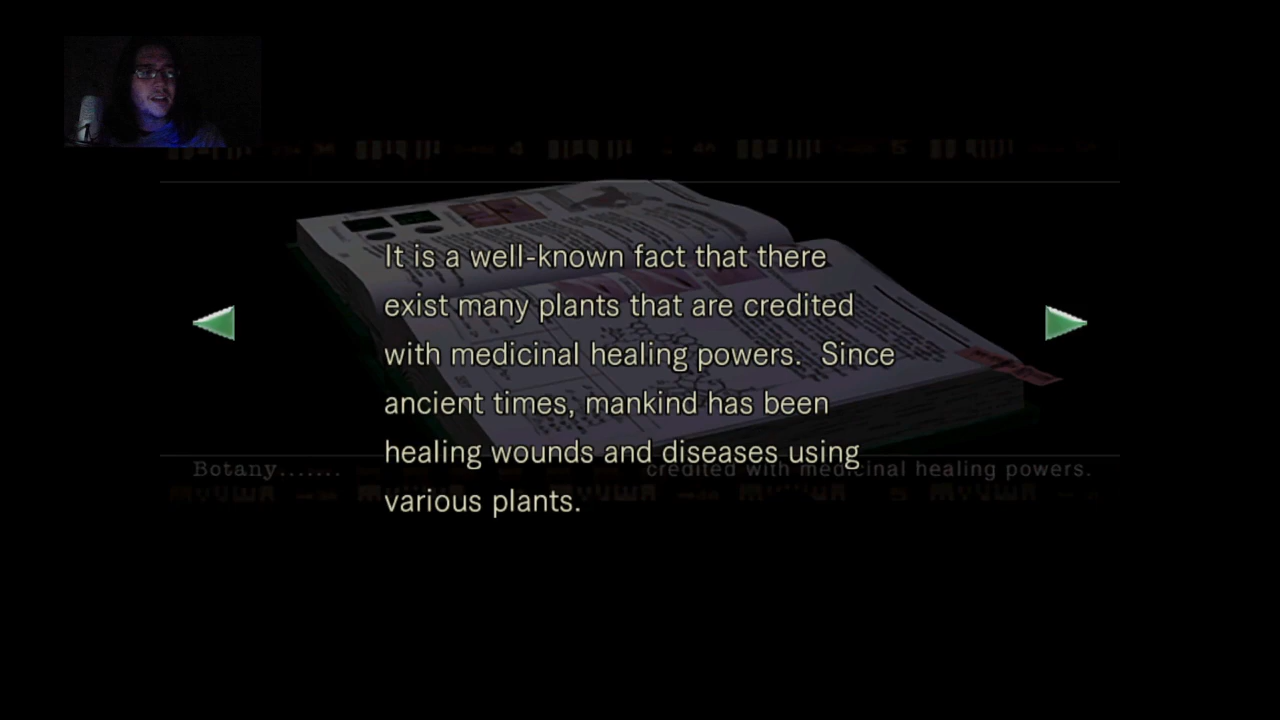 It is a well-known fact that there
exist many plants that are credited
with medicinal healing powers.  Since
ancient times, mankind has been
healing wounds and diseases using
various plants.
Botany....... credited with medicinal healing powers.